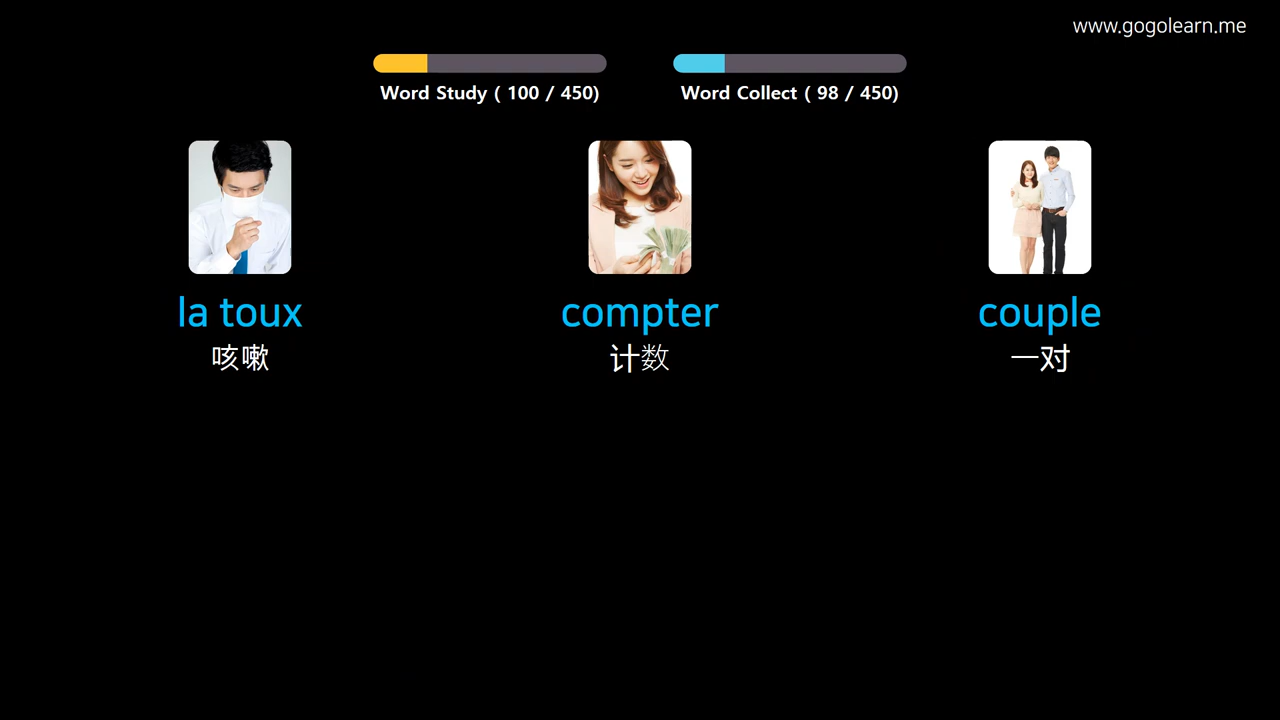 www.gogolearn.me
Word Study ( 100 / 450)
Word Collect ( 98 / 450)
la toux
compter
couple
咳嗽
计数
一对